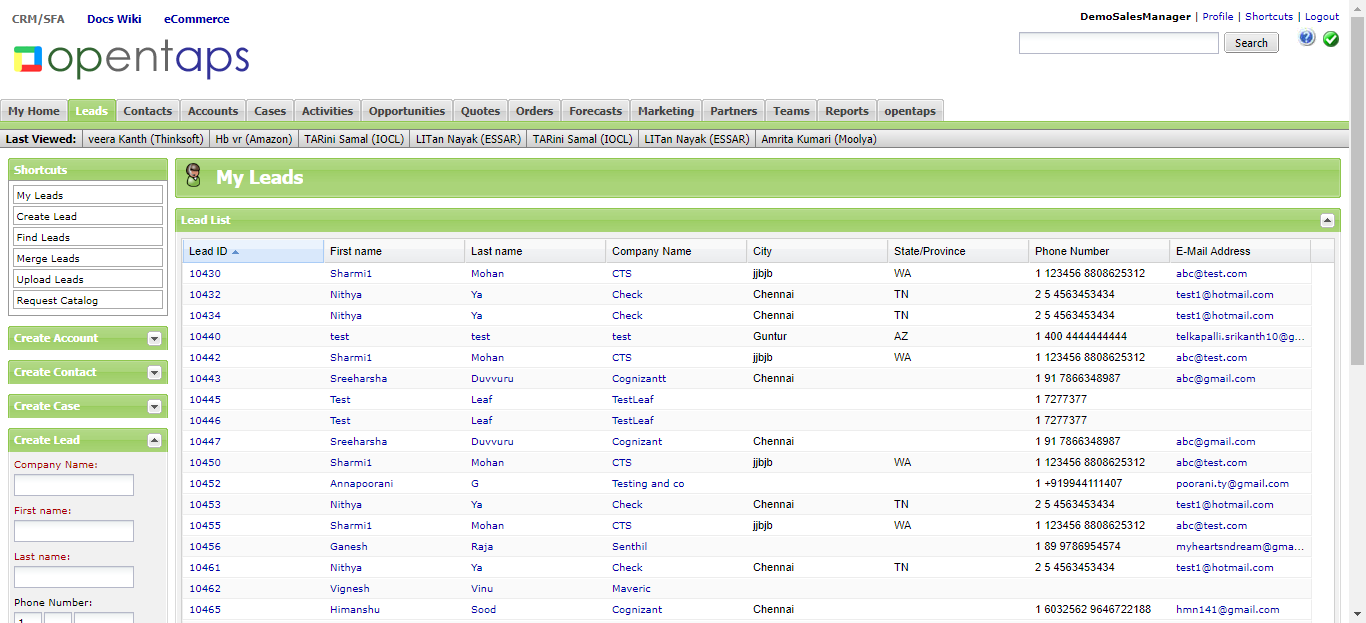 CRM/SFA Docs Wiki eCommerce
DemoSalesManager | Profile | Shortcuts | Logout
opentaps
Search
My Home Leads Contacts Accounts Cases Activities Opportunities Quotes Orders Forecasts Marketing Partners Teams Reports opentaps
Last Viewed: veera Kanth (Thinksoft) Hb vr (Amazon) TARini Samal (IOCL) LITan Nayak (ESSAR) TARini Samal (IOCL) LITan Nayak (ESSAR) Amrita Kumari (Moolya)
Shortcuts
My Leads
Create Lead
Find Leads
Merge Leads
Upload Leads
Request Catalog
Create Account
Create Contact
Create Case
Create Lead
Company Name:
First name:
Last name:
Phone Number:
1
My Leads
Lead List
Lead ID First name Last name Company Name City State/Province Phone Number E-Mail Address
10430 Sharmi1 Mohan CTS jjbjb WA 1 123456 8808625312 abc@test.com
10432 Nithya Ya Check Chennai TN 2 5 4563453434 test1@hotmail.com
10434 Nithya Ya Check Chennai TN 2 5 4563453434 test1@hotmail.com
10440 test test test Guntur AZ 1 400 4444444444 telkapalli.srikanth10@g...
10442 Sharmi1 Mohan CTS jjbjb WA 1 123456 8808625312 abc@test.com
10443 Sreeharsha Duvvuru Cognizantt Chennai 1 91 7866348987 abc@gmail.com
10445 Test Leaf TestLeaf 1 7277377
10446 Test Leaf TestLeaf 1 7277377
10447 Sreeharsha Duvvuru Cognizant Chennai 1 91 7866348987 abc@gmail.com
10450 Sharmi1 Mohan CTS jjbjb WA 1 123456 8808625312 abc@test.com
10452 Annapoorani G Testing and co 1 +919944111407 poorani.ty@gmail.com
10453 Nithya Ya Check Chennai TN 2 5 4563453434 test1@hotmail.com
10455 Sharmi1 Mohan CTS jjbjb WA 1 123456 8808625312 abc@test.com
10456 Ganesh Raja Senthil 1 89 9786954574 myheartsndream@gma...
10461 Nithya Ya Check Chennai TN 2 5 4563453434 test1@hotmail.com
10462 Vignesh Vinu Maveric
10465 Himanshu Sood Cognizant Chennai 1 6032562 9646722188 hmn141@gmail.com